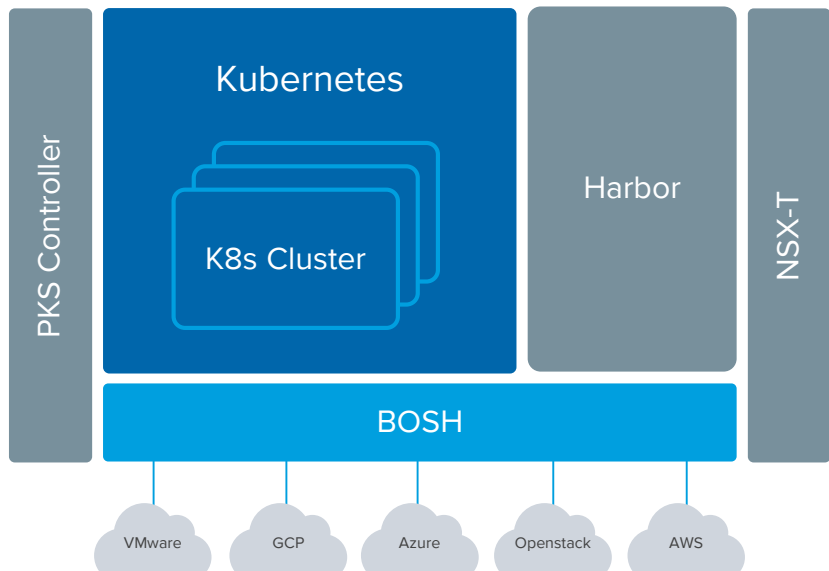 PKS Controller
Kubernetes
K8s Cluster
Harbor
NSX-T
BOSH
VMware
GCP
Azure
Openstack
AWS